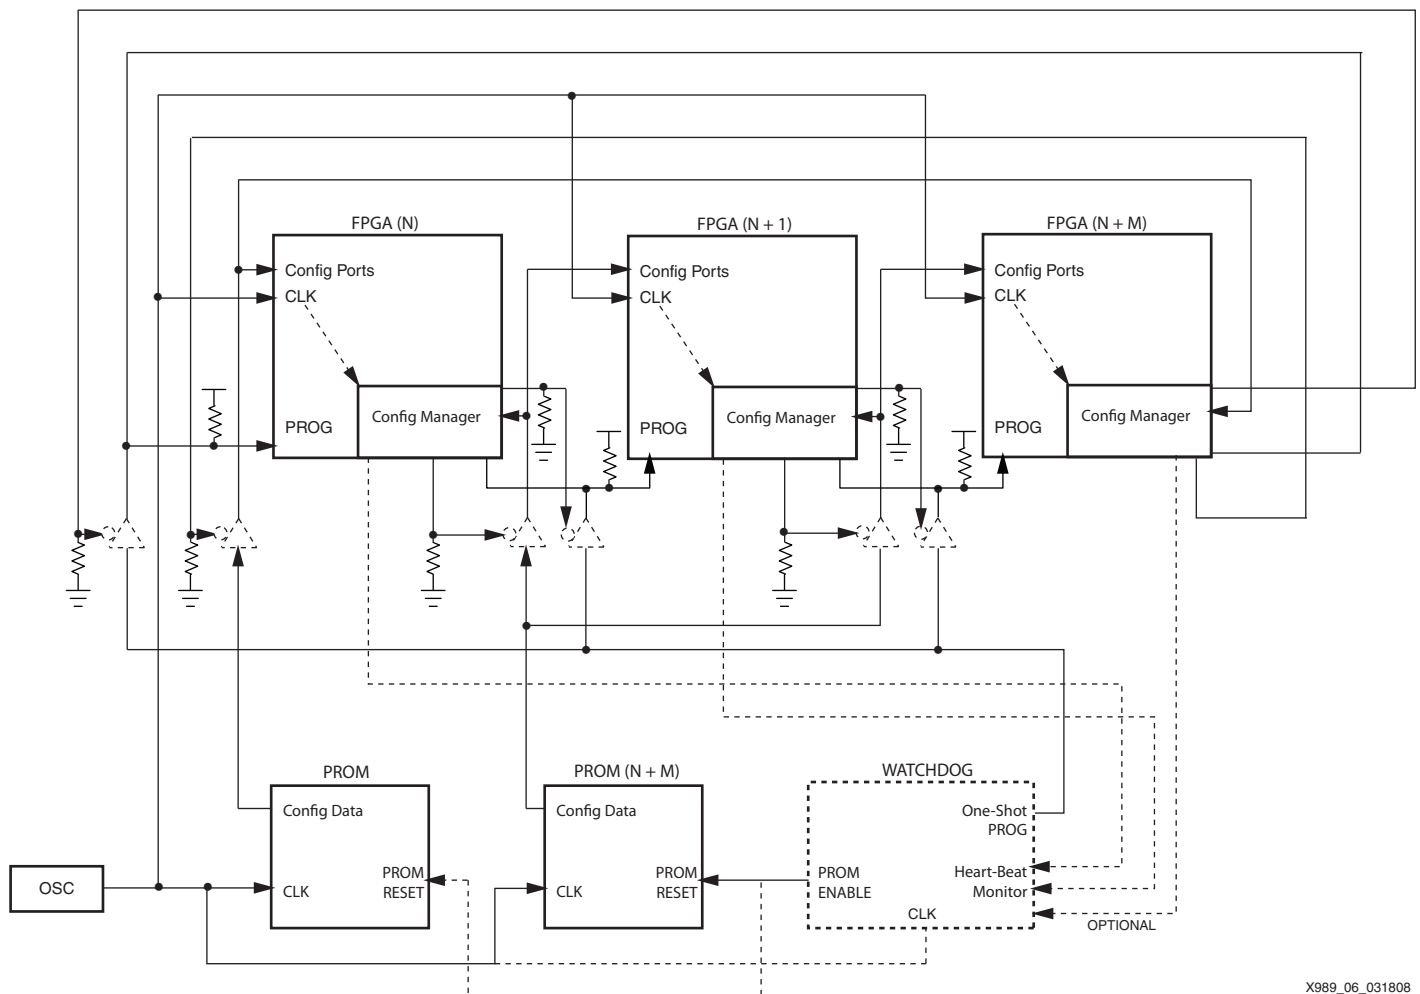 FPGA (N)
FPGA (N + 1)
FPGA (N + M)
Config Ports
CLK
Config Manager
PROG
Config Ports
CLK
Config Manager
PROG
Config Ports
CLK
Config Manager
PROG
PROM
Config Data
PROM
RESET
CLK
PROM (N + M)
Config Data
PROM
RESET
CLK
WATCHDOG
One-Shot
PROG
PROM
ENABLE
Heart-Beat
Monitor
CLK
OPTIONAL
OSC
X989_06_031808